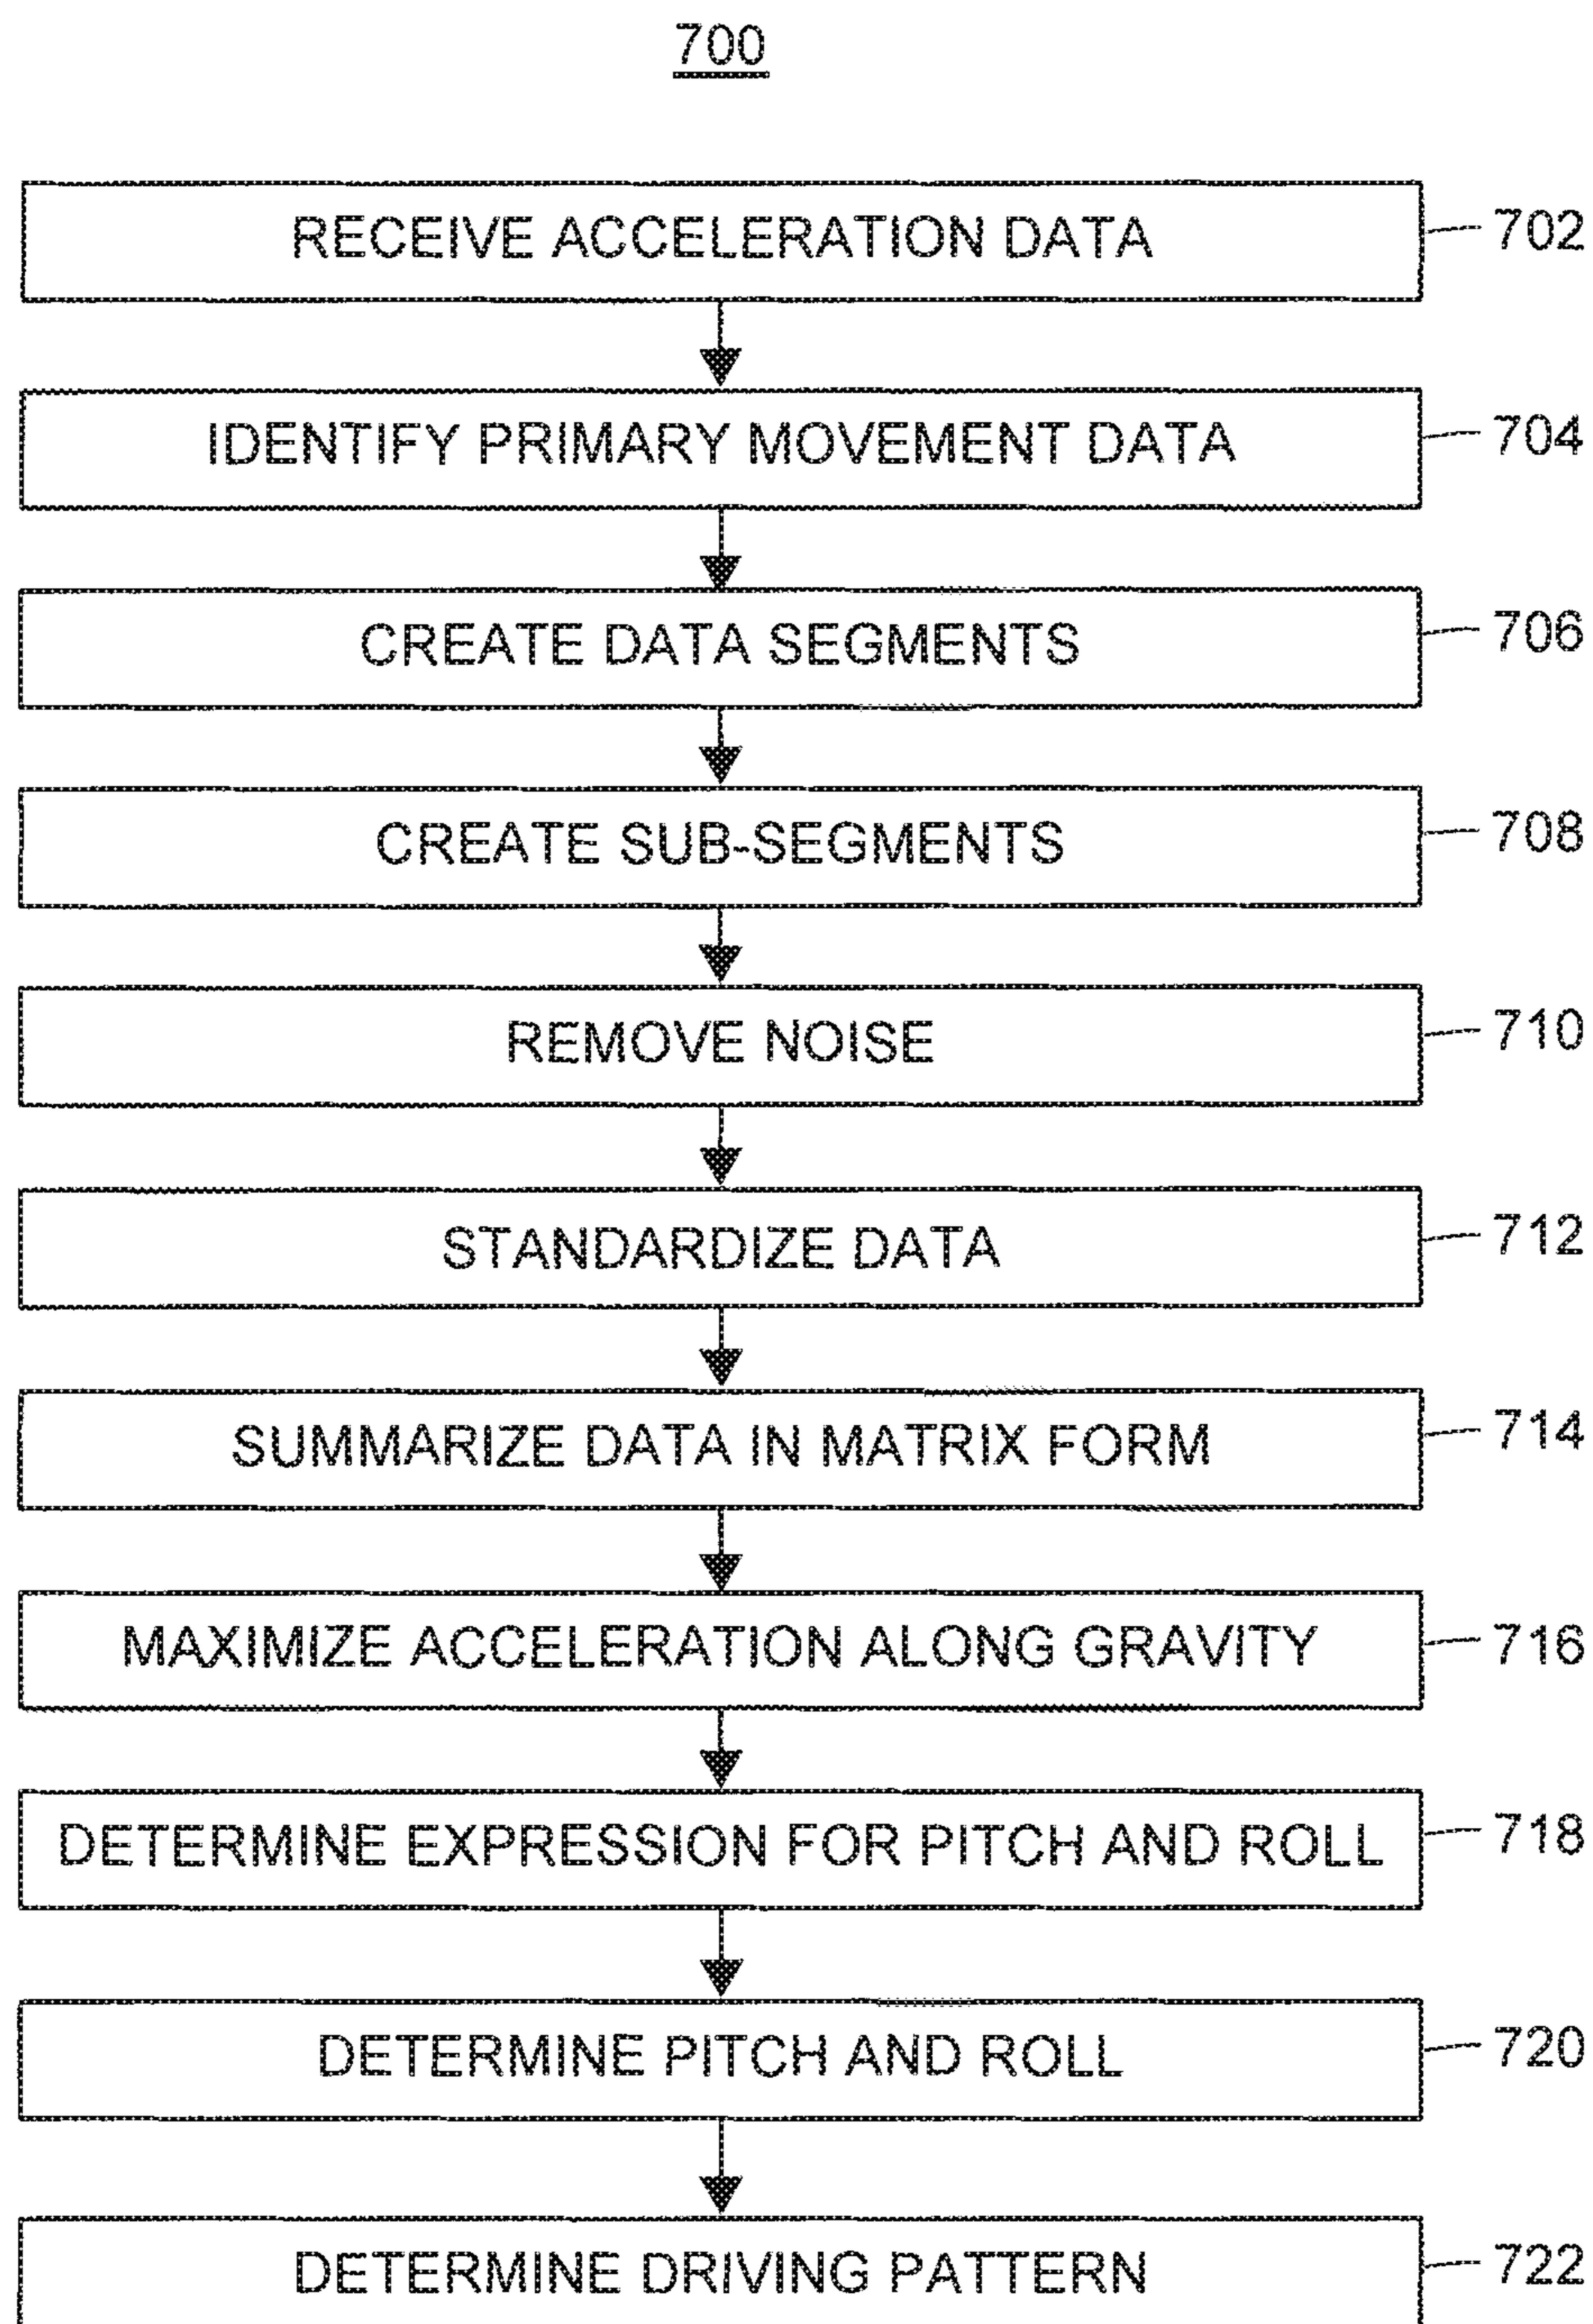 700
RECEIVE ACCELERATION DATA 702
IDENTIFY PRIMARY MOVEMENT DATA 704
CREATE DATA SEGMENTS 706
CREATE SUB-SEGMENTS 708
REMOVE NOISE 710
STANDARDIZE DATA 712
SUMMARIZE DATA IN MATRIX FORM 714
MAXIMIZE ACCELERATION ALONG GRAVITY 716
DETERMINE EXPRESSION FOR PITCH AND ROLL 718
DETERMINE PITCH AND ROLL 720
DETERMINE DRIVING PATTERN 722